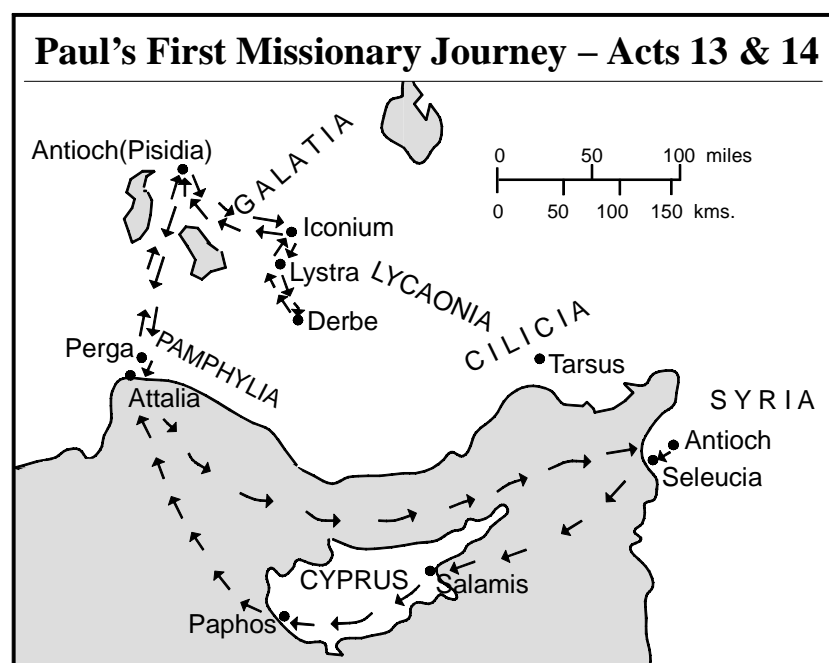 Paul's First Missionary Journey – Acts 13 & 14
Antioch(Pisidia)
GALATIA
0 50 100 miles
0 50 100 150 kms.
Iconium
Lystra
LYCAONIA
Derbe
CILICIA
Perga
PAMPHYLIA
Tarsus
Attalia
SYRIA
Antioch
Seleucia
CYPRUS
Salamis
Paphos